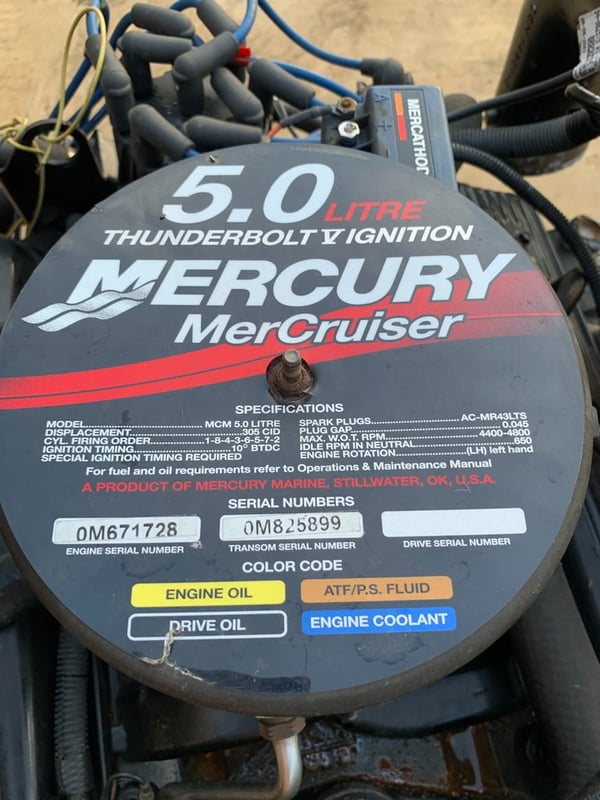 MERCATHOD
5.0 LITRE
THUNDERBOLT V IGNITION
MERCURY
MerCruiser
SPECIFICATIONS
MODEL..............................MCM 5.0 LITRE
DISPLACEMENT..........................305 CID
CYL. FIRING ORDER..............1-8-4-3-6-5-7-2
IGNITION TIMING.....................10° BTDC
SPECIAL IGNITION TIMING REQUIRED
SPARK PLUGS........................AC-MR43LTS
PLUG GAP...................................0.045
MAX. W.O.T. RPM.....................4400-4800
IDLE RPM IN NEUTRAL........................650
ENGINE ROTATION..................(LH) left hand
For fuel and oil requirements refer to Operations & Maintenance Manual
A PRODUCT OF MERCURY MARINE, STILLWATER, OK, U.S.A.
SERIAL NUMBERS
0M671728 0M825899
ENGINE SERIAL NUMBER TRANSOM SERIAL NUMBER DRIVE SERIAL NUMBER
COLOR CODE
ENGINE OIL ATF/P.S. FLUID
DRIVE OIL ENGINE COOLANT